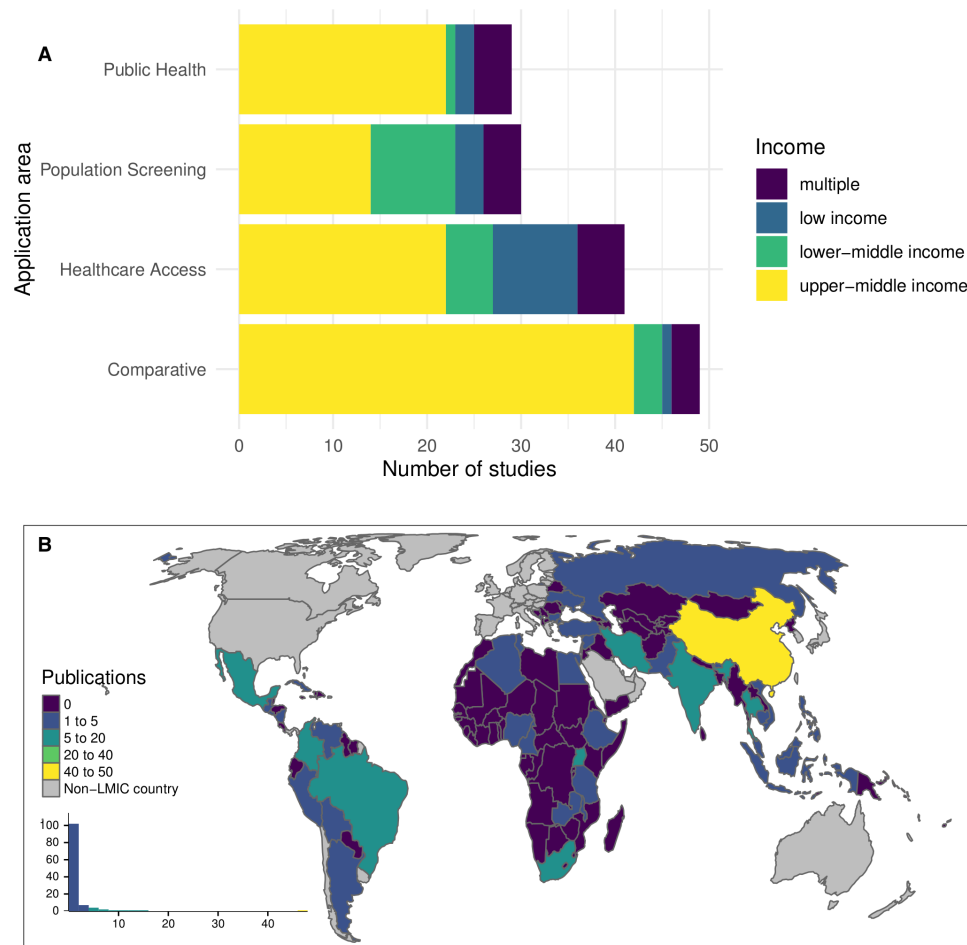 A
Application area
Public Health
Population Screening
Healthcare Access
Comparative
0 10 20 30 40 50
Number of studies
Income
multiple
low income
lower−middle income
upper−middle income
B
Publications
0
1 to 5
5 to 20
20 to 40
40 to 50
Non−LMIC country
100
80
60
40
20
0
10 20 30 40